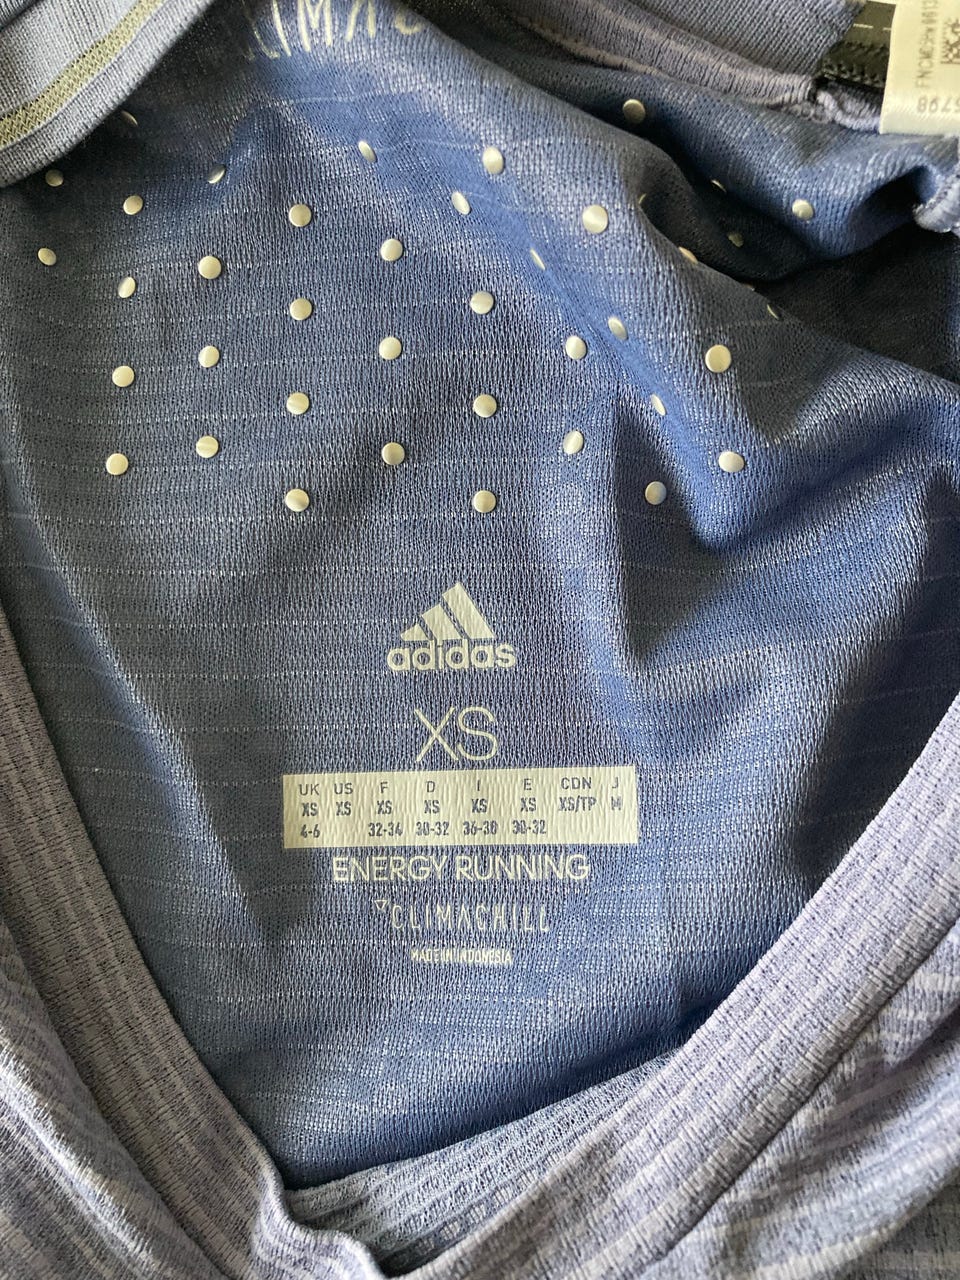 adidas
XS
UK US F D I E CDN J
XS XS XS XS XS XS XS/TP M
4-6 32-34 30-32 36-38 30-32
ENERGY RUNNING
CLIMACHILL
MADE IN INDONESIA